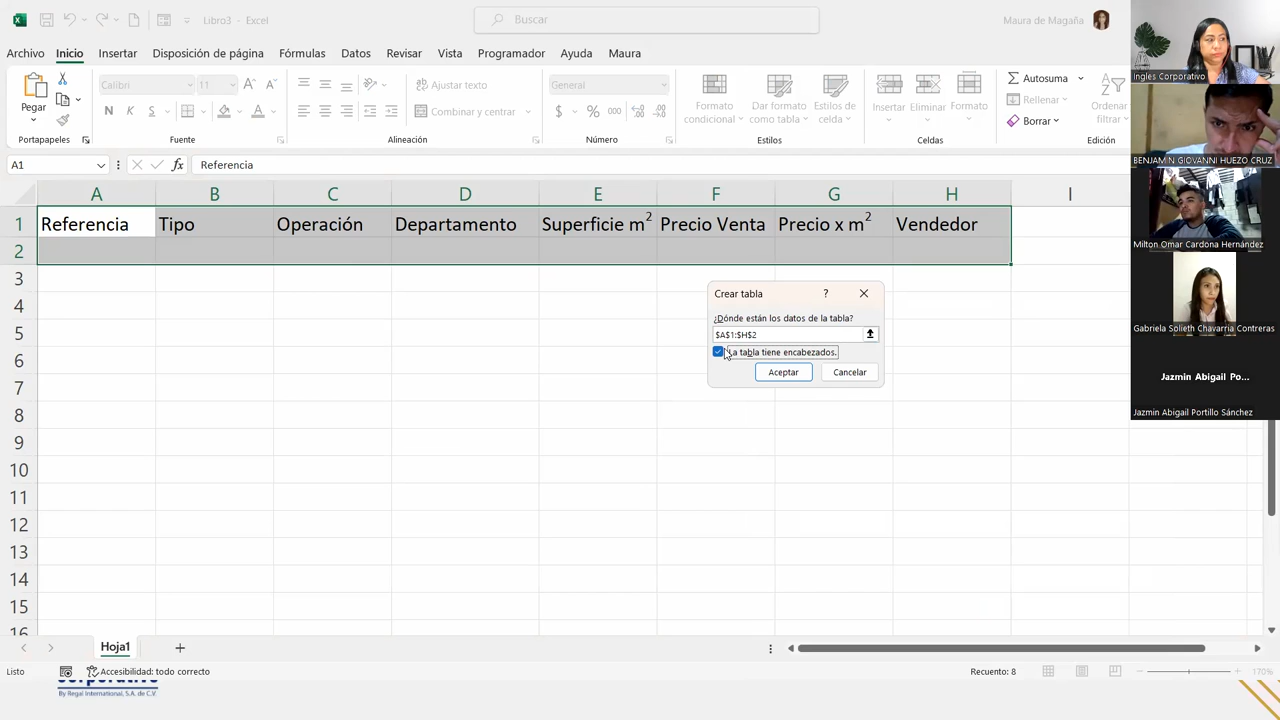 Libro3 - Excel
Buscar
Maura de Magaña
Archivo Inicio Insertar Disposición de página Fórmulas Datos Revisar Vista Programador Ayuda Maura
Pegar
Calibri 11
N K S
A A
A
ab Ajustar texto
Combinar y centrar
General
$ % 000
Formato condicional
Dar formato como tabla
Estilos de celda
Insertar Eliminar Formato
Autosuma
Rellenar
Borrar
Ordenar filtrar
Portapapeles Fuente Alineación Número Estilos Celdas Edición
A1 fx Referencia
A B C D E F G H I
1 Referencia Tipo Operación Departamento Superficie m² Precio Venta Precio x m² Vendedor
2
3
4
5
6
7
8
9
10
11
12
13
14
15
16
Crear tabla ?
¿Dónde están los datos de la tabla?
$A$1:$H$2
La tabla tiene encabezados.
Aceptar Cancelar
Ingles Corporativo
BENJAMIN GIOVANNI HUEZO CRUZ
Milton Omar Cardona Hernández
Gabriela Solieth Chavarria Contreras
Jazmin Abigail Po...
Jazmin Abigail Portillo Sánchez
Hoja1
Listo Accesibilidad: todo correcto Recuento: 8 170%
By Regal International, S.A. de C.V.